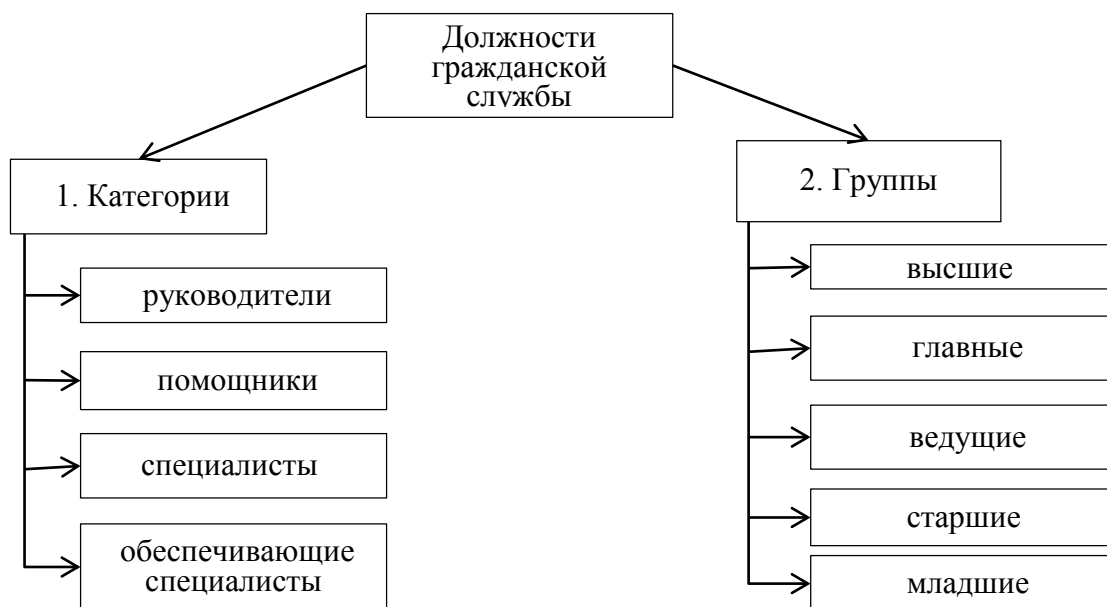 Должности
гражданской
службы
1. Категории
руководители
помощники
специалисты
обеспечивающие
специалисты
2. Группы
высшие
главные
ведущие
старшие
младшие